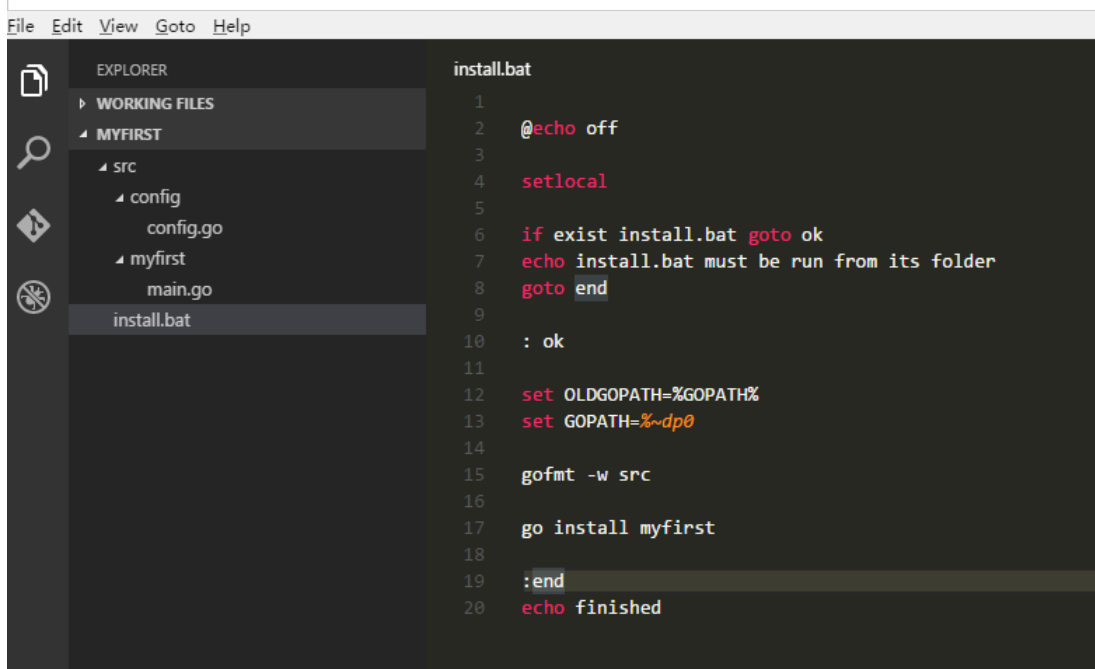 File Edit View Goto Help
EXPLORER
WORKING FILES
MYFIRST
src
config
config.go
myfirst
main.go
install.bat
install.bat
1
2 @echo off
3
4 setlocal
5
6 if exist install.bat goto ok
7 echo install.bat must be run from its folder
8 goto end
9
10 : ok
11
12 set OLDGOPATH=%GOPATH%
13 set GOPATH=%~dp0
14
15 gofmt -w src
16
17 go install myfirst
18
19 :end
20 echo finished